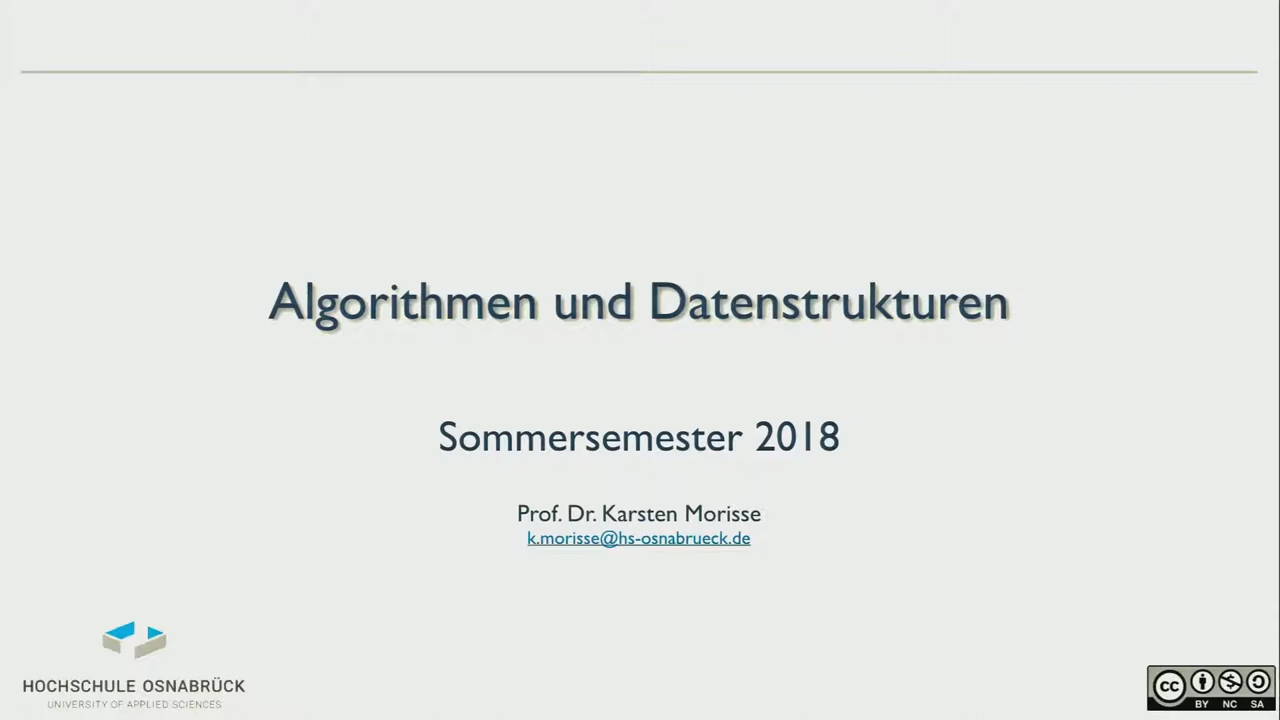 Algorithmen und Datenstrukturen
Sommersemester 2018
Prof. Dr. Karsten Morisse
k.morisse@hs-osnabrueck.de
HOCHSCHULE OSNABRÜCK
UNIVERSITY OF APPLIED SCIENCES
cc
BY NC SA